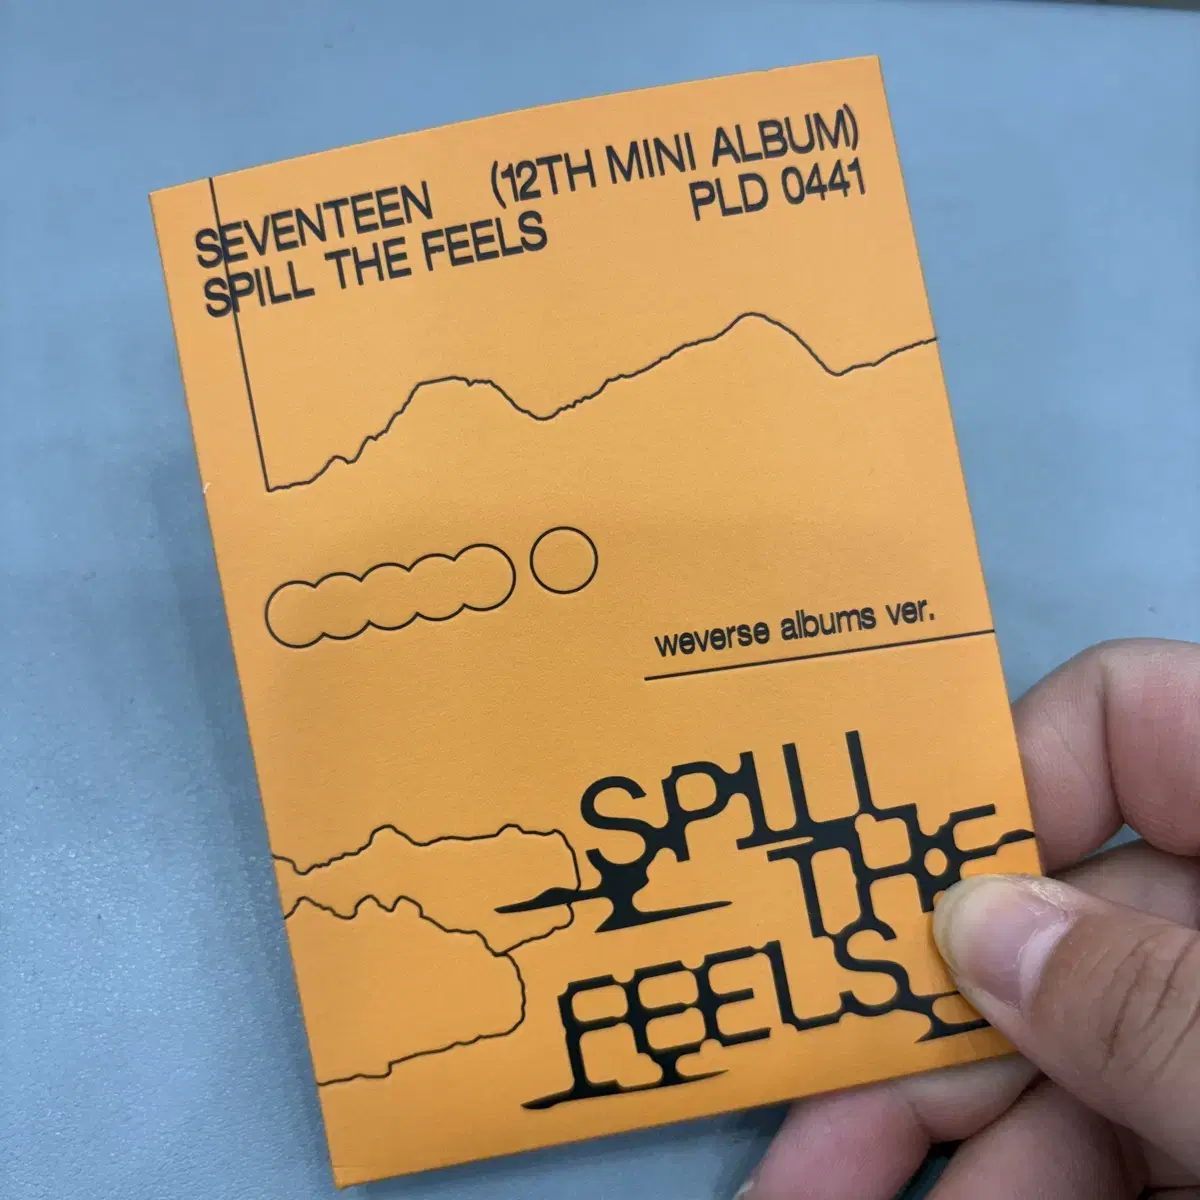 SEVENTEEN (12TH MINI ALBUM)
SPILL THE FEELS PLD 0441
weverse albums ver.
SPILL
THE
FEELS